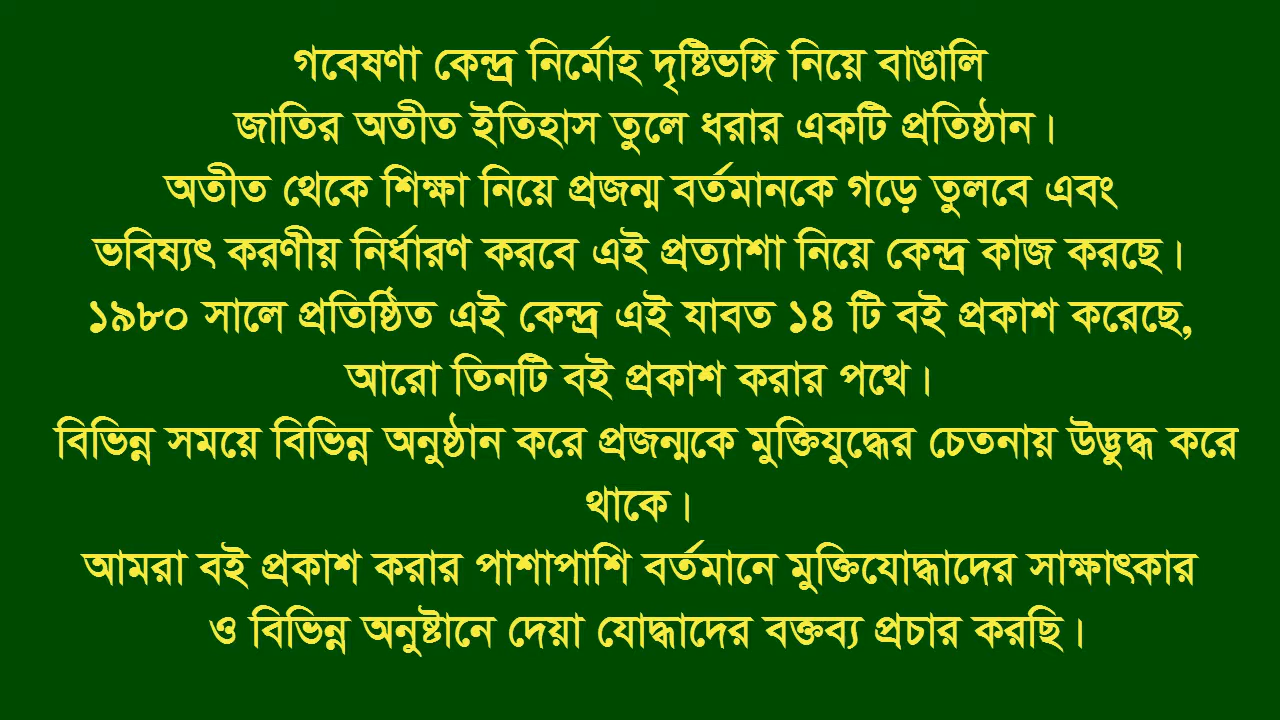 গবেষণা কেন্দ্র নির্মোহ দৃষ্টিভঙ্গি নিয়ে বাঙালি
জাতির অতীত ইতিহাস তুলে ধরার একটি প্রতিষ্ঠান।
অতীত থেকে শিক্ষা নিয়ে প্রজন্ম বর্তমানকে গড়ে তুলবে এবং
ভবিষ্যৎ করণীয় নির্ধারণ করবে এই প্রত্যাশা নিয়ে কেন্দ্র কাজ করছে।
১৯৮০ সালে প্রতিষ্ঠিত এই কেন্দ্র এই যাবত ১৪ টি বই প্রকাশ করেছে,
আরো তিনটি বই প্রকাশ করার পথে।
বিভিন্ন সময়ে বিভিন্ন অনুষ্ঠান করে প্রজন্মকে মুক্তিযুদ্ধের চেতনায় উদ্ভুদ্ধ করে
থাকে।
আমরা বই প্রকাশ করার পাশাপাশি বর্তমানে মুক্তিযোদ্ধাদের সাক্ষাৎকার
ও বিভিন্ন অনুষ্টানে দেয়া যোদ্ধাদের বক্তব্য প্রচার করছি।